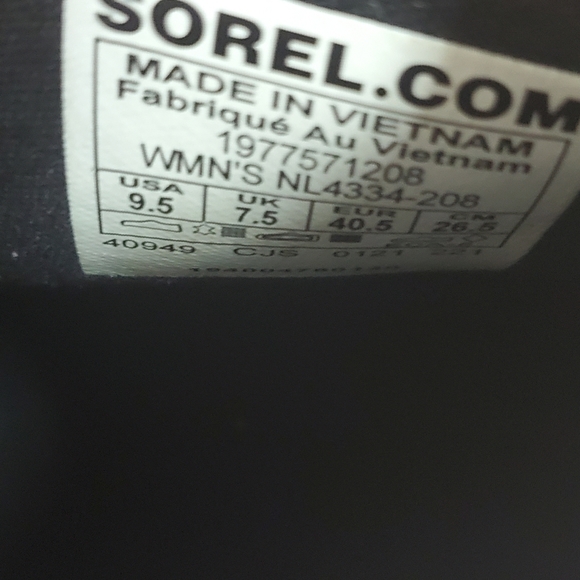 SOREL.COM
MADE IN VIETNAM
Fabriqué Au Vietnam
1977571208
WMN'S NL4334-208
USA UK EUR CM
9.5 7.5 40.5 26.5
40949 CJS 0121 221